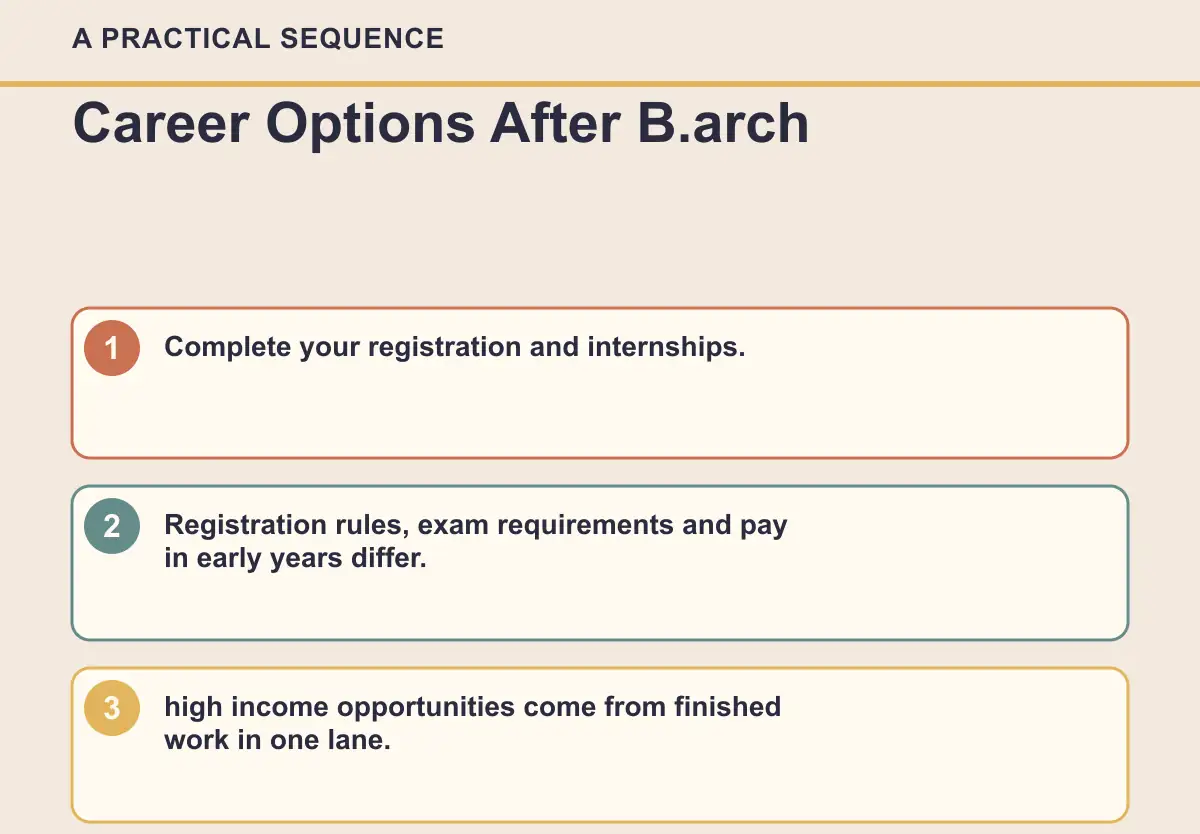 A PRACTICAL SEQUENCE
Career Options After B.arch
1
Complete your registration and internships.
2
Registration rules, exam requirements and pay
in early years differ.
3
high income opportunities come from finished
work in one lane.